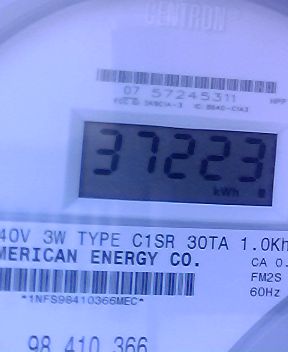 CENTRON
07 57245311
37223
kWh
40V 3W TYPE C1SR 30TA 1.0Kh
MERICAN ENERGY CO.
CA 0.
FM2S
60Hz
*1NFS98410366MEC*
98 410 366